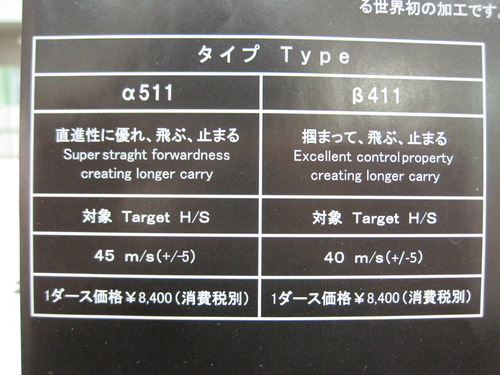 る世界初の加工です。
タイプ Type
α511
β411
直進性に優れ、飛ぶ、止まる
Super straght forwardness
creating longer carry
掴まって、飛ぶ、止まる
Excellent control property
creating longer carry
対象 Target H/S
対象 Target H/S
45 m/s(+/-5)
40 m/s(+/-5)
1ダース価格¥8,400(消費税別)
1ダース価格¥8,400(消費税別)